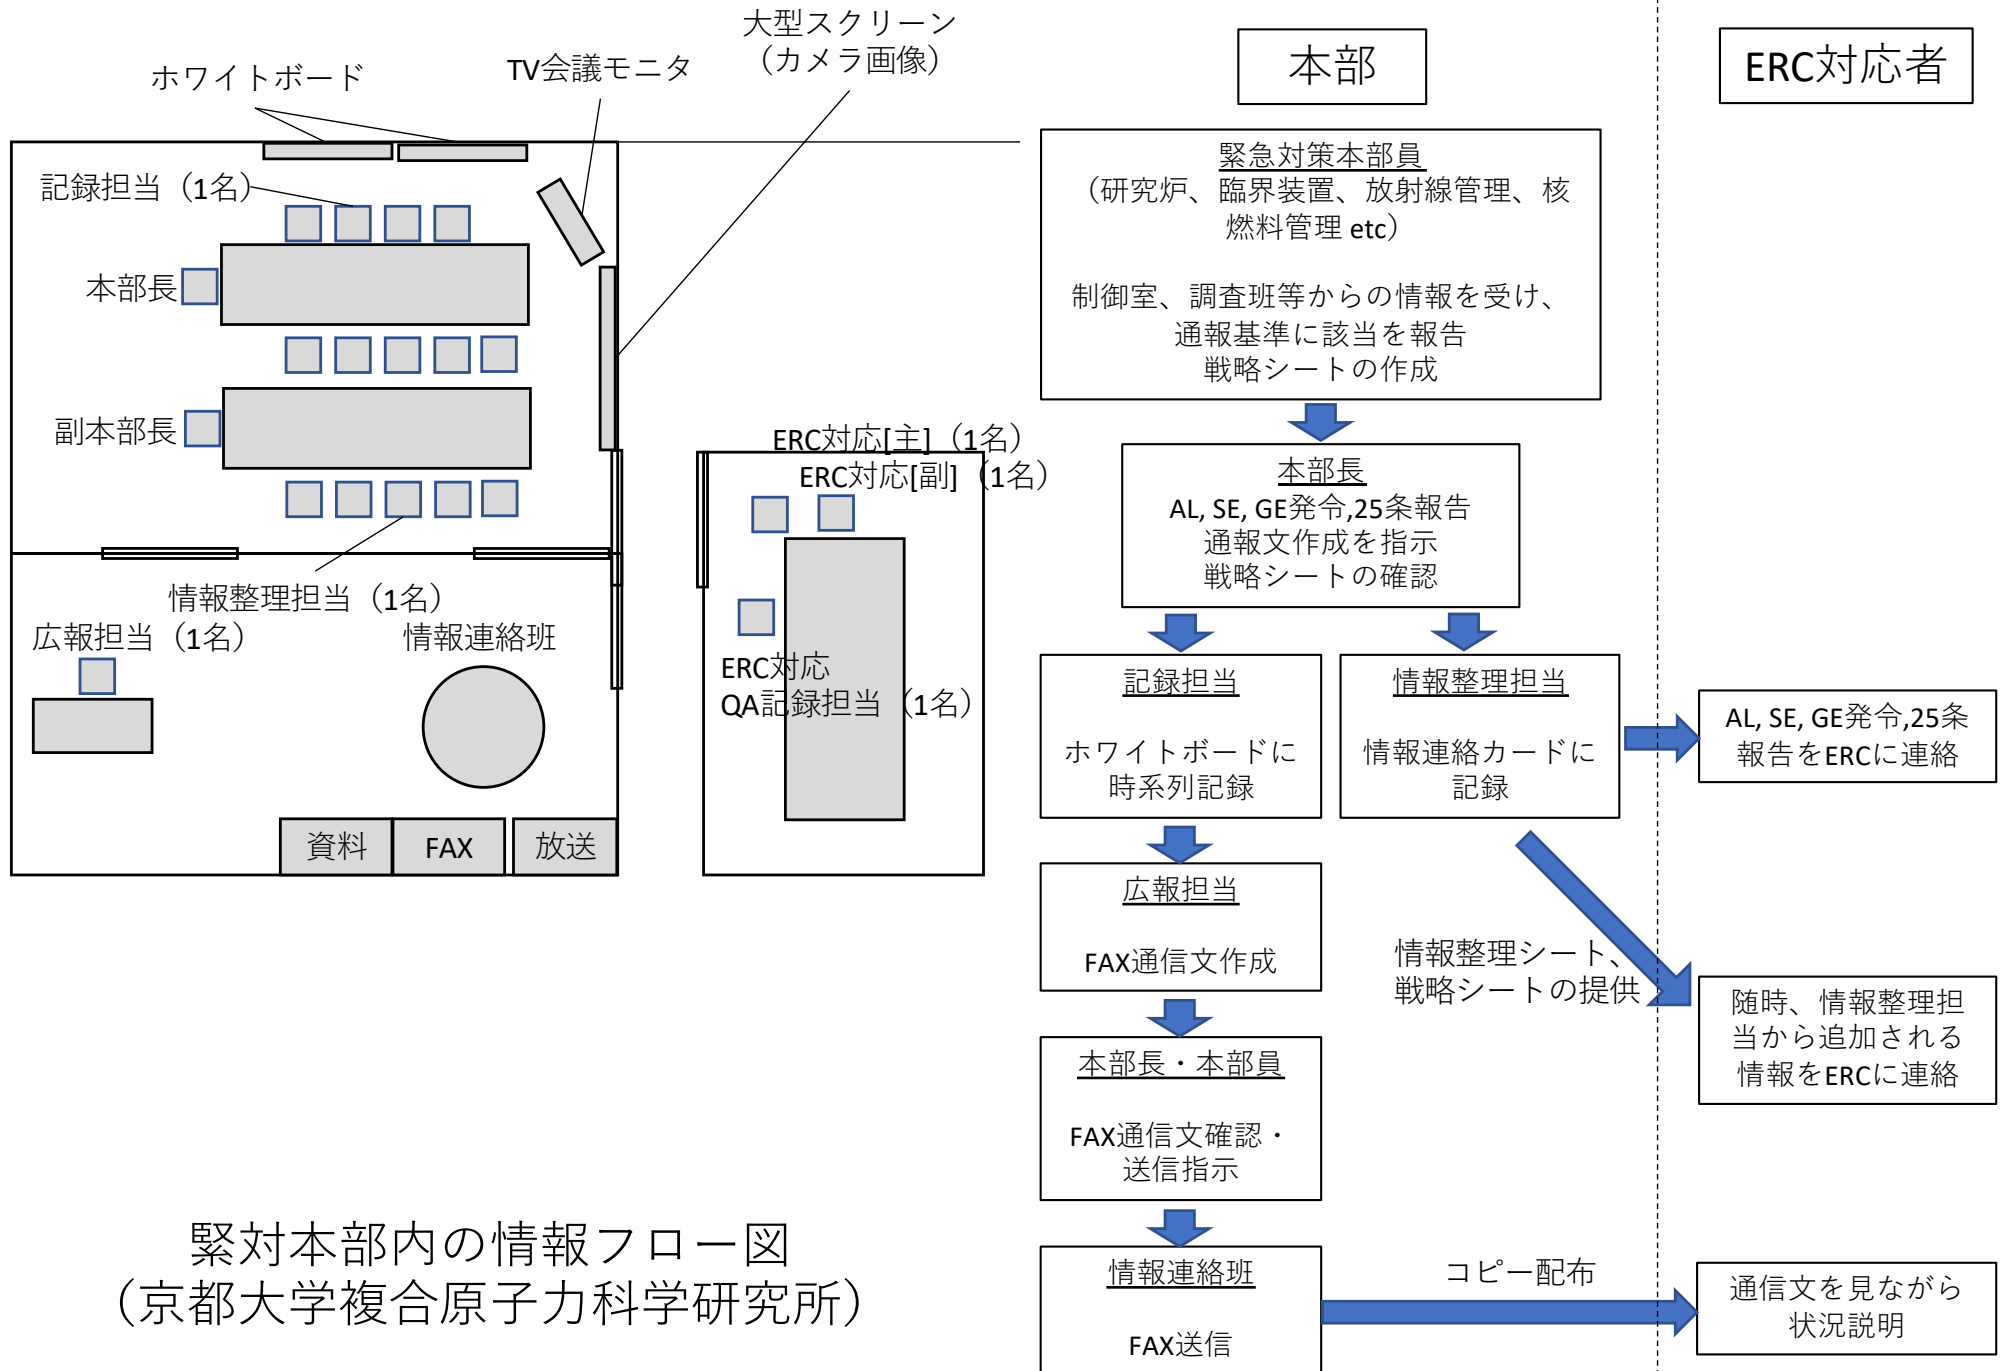 大型スクリーン
（カメラ画像）
TV会議モニタ
ホワイトボード
記録担当（1名）
本部長
副本部長
情報整理担当（1名）
広報担当（1名）
情報連絡班
資料
FAX
放送
ERC対応[主]（1名）
ERC対応[副]（1名）
ERC対応
QA記録担当（1名）
緊対本部内の情報フロー図
（京都大学複合原子力科学研究所）
本部
緊急対策本部員
（研究炉、臨界装置、放射線管理、核
燃料管理 etc）
制御室、調査班等からの情報を受け、
通報基準に該当を報告
戦略シートの作成
本部長
AL, SE, GE発令,25条報告
通報文作成を指示
戦略シートの確認
記録担当
ホワイトボードに
時系列記録
情報整理担当
情報連絡カードに
記録
広報担当
FAX通信文作成
情報整理シート、
戦略シートの提供
本部長・本部員
FAX通信文確認・
送信指示
情報連絡班
FAX送信
コピー配布
ERC対応者
AL, SE, GE発令,25条
報告をERCに連絡
随時、情報整理担
当から追加される
情報をERCに連絡
通信文を見ながら
状況説明